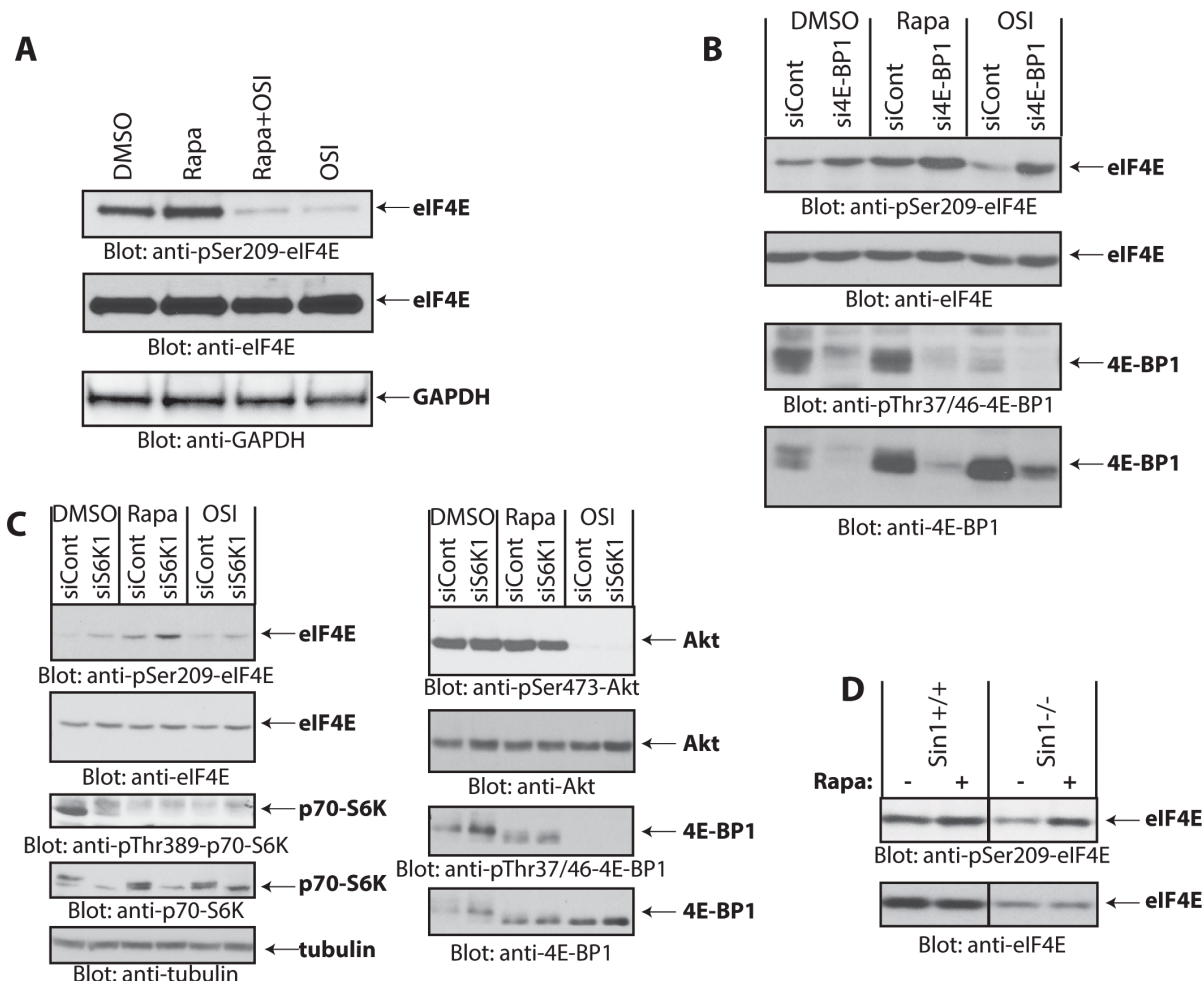 A
DMSO
Rapa
Rapa+OSI
OSI
eIF4E
Blot: anti-pSer209-eIF4E
eIF4E
Blot: anti-eIF4E
GAPDH
Blot: anti-GAPDH
B
DMSO Rapa OSI
siCont si4E-BP1 siCont si4E-BP1 siCont si4E-BP1
eIF4E
Blot: anti-pSer209-eIF4E
eIF4E
Blot: anti-eIF4E
4E-BP1
Blot: anti-pThr37/46-4E-BP1
4E-BP1
Blot: anti-4E-BP1
C
DMSO Rapa OSI
siCont siS6K1 siCont siS6K1 siCont siS6K1
eIF4E
Blot: anti-pSer209-eIF4E
eIF4E
Blot: anti-eIF4E
p70-S6K
Blot: anti-pThr389-p70-S6K
p70-S6K
Blot: anti-p70-S6K
tubulin
Blot: anti-tubulin
DMSO Rapa OSI
siCont siS6K1 siCont siS6K1 siCont siS6K1
Akt
Blot: anti-pSer473-Akt
Akt
Blot: anti-Akt
4E-BP1
Blot: anti-pThr37/46-4E-BP1
4E-BP1
Blot: anti-4E-BP1
D
Sin1+/+ Sin1-/-
Rapa: - + - +
eIF4E
Blot: anti-pSer209-eIF4E
eIF4E
Blot: anti-eIF4E